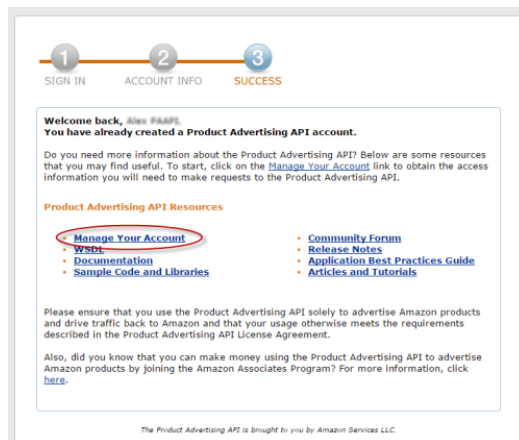 1
2
3
SIGN IN
ACCOUNT INFO
SUCCESS
Welcome back,
You have already created a Product Advertising API account.
Do you need more information about the Product Advertising API? Below are some resources
that you may find useful. To start, click on the Manage Your Account link to obtain the access
information you will need to make requests to the Product Advertising API.
Product Advertising API Resources
• Manage Your Account
• WSDL
• Documentation
• Sample Code and Libraries
• Community Forum
• Release Notes
• Application Best Practices Guide
• Articles and Tutorials
Please ensure that you use the Product Advertising API solely to advertise Amazon products
and drive traffic back to Amazon and that your usage otherwise meets the requirements
described in the Product Advertising API License Agreement.
Also, did you know that you can make money using the Product Advertising API to advertise
Amazon products by joining the Amazon Associates Program? For more information, click
here.
The Product Advertising API is brought to you by Amazon Services LLC.